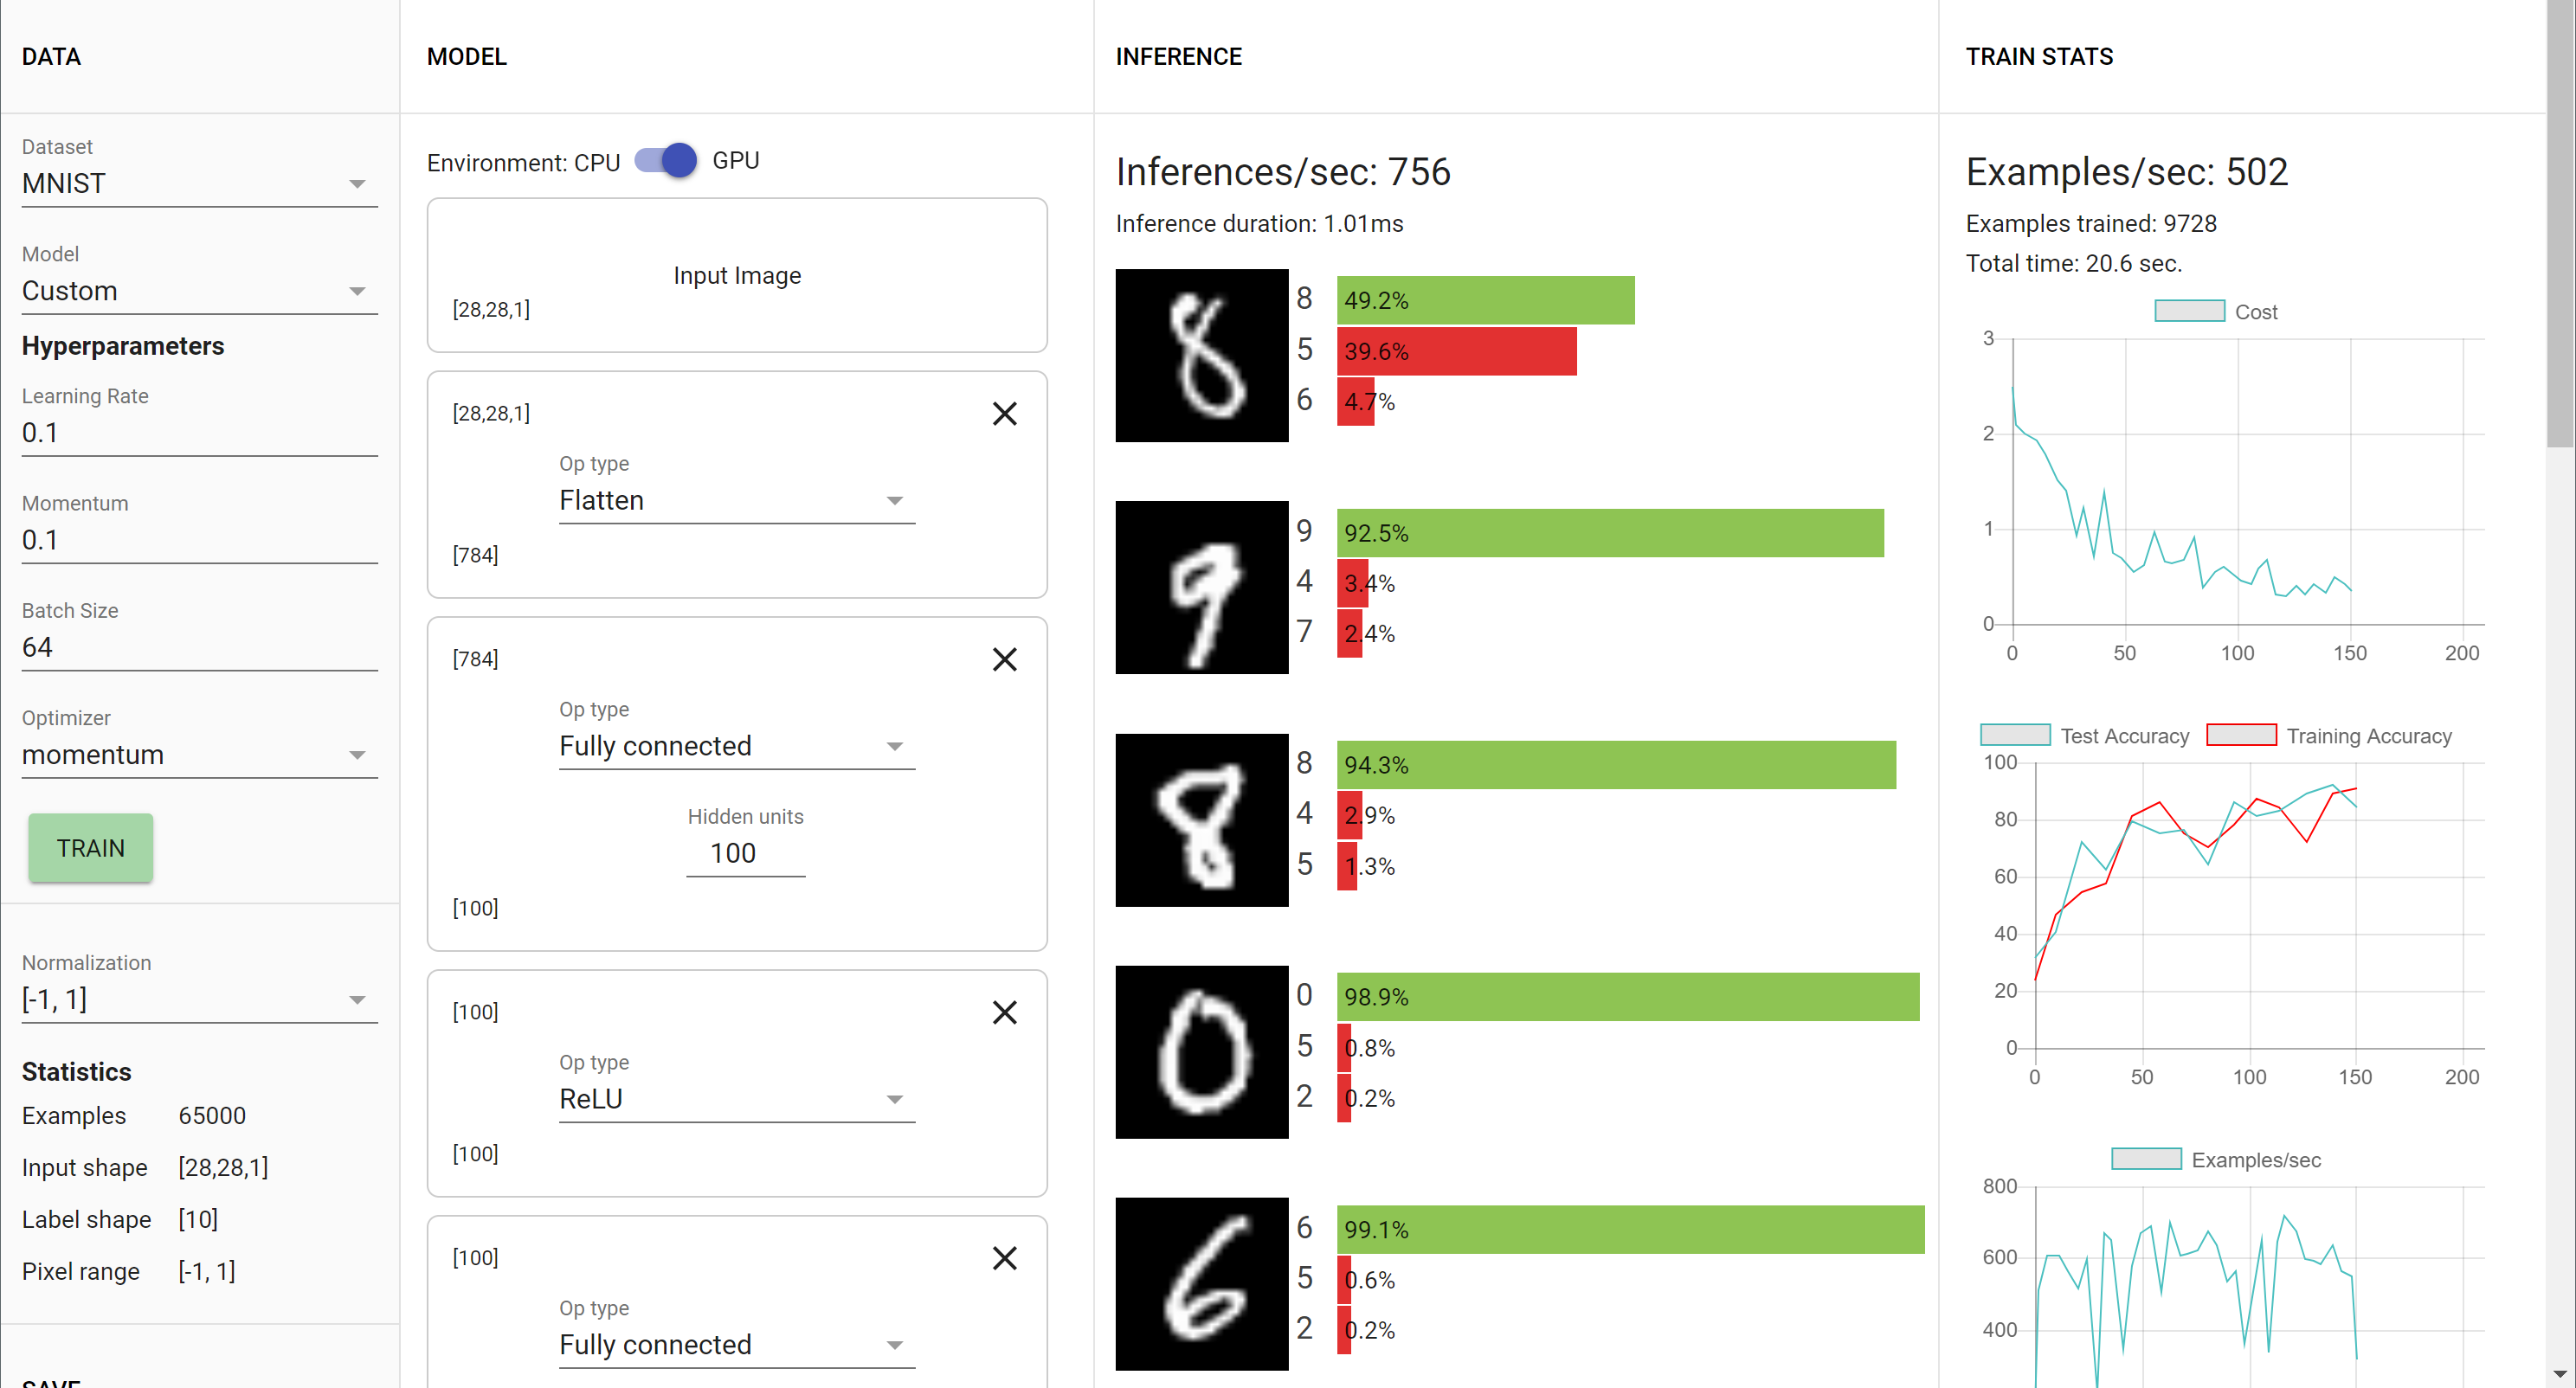 DATA
Dataset
MNIST
Model
Custom
Hyperparameters
Learning Rate
0.1
Momentum
0.1
Batch Size
64
Optimizer
momentum
TRAIN
Normalization
[-1, 1]
Statistics
Examples 65000
Input shape [28,28,1]
Label shape [10]
Pixel range [-1, 1]
MODEL
Environment: CPU GPU
Input Image
[28,28,1]
[28,28,1]
Op type
Flatten
[784]
[784]
Op type
Fully connected
Hidden units
100
[100]
[100]
Op type
ReLU
[100]
[100]
Op type
Fully connected
INFERENCE
Inferences/sec: 756
Inference duration: 1.01ms
8 8 49.2%
5 39.6%
6 4.7%
9 9 92.5%
4 3.4%
7 2.4%
8 8 94.3%
4 2.9%
5 1.3%
0 0 98.9%
5 0.8%
2 0.2%
6 6 99.1%
5 0.6%
2 0.2%
TRAIN STATS
Examples/sec: 502
Examples trained: 9728
Total time: 20.6 sec.
Cost
3
2
1
0
0 50 100 150 200
Test Accuracy Training Accuracy
100
80
60
40
20
0
0 50 100 150 200
Examples/sec
800
600
400